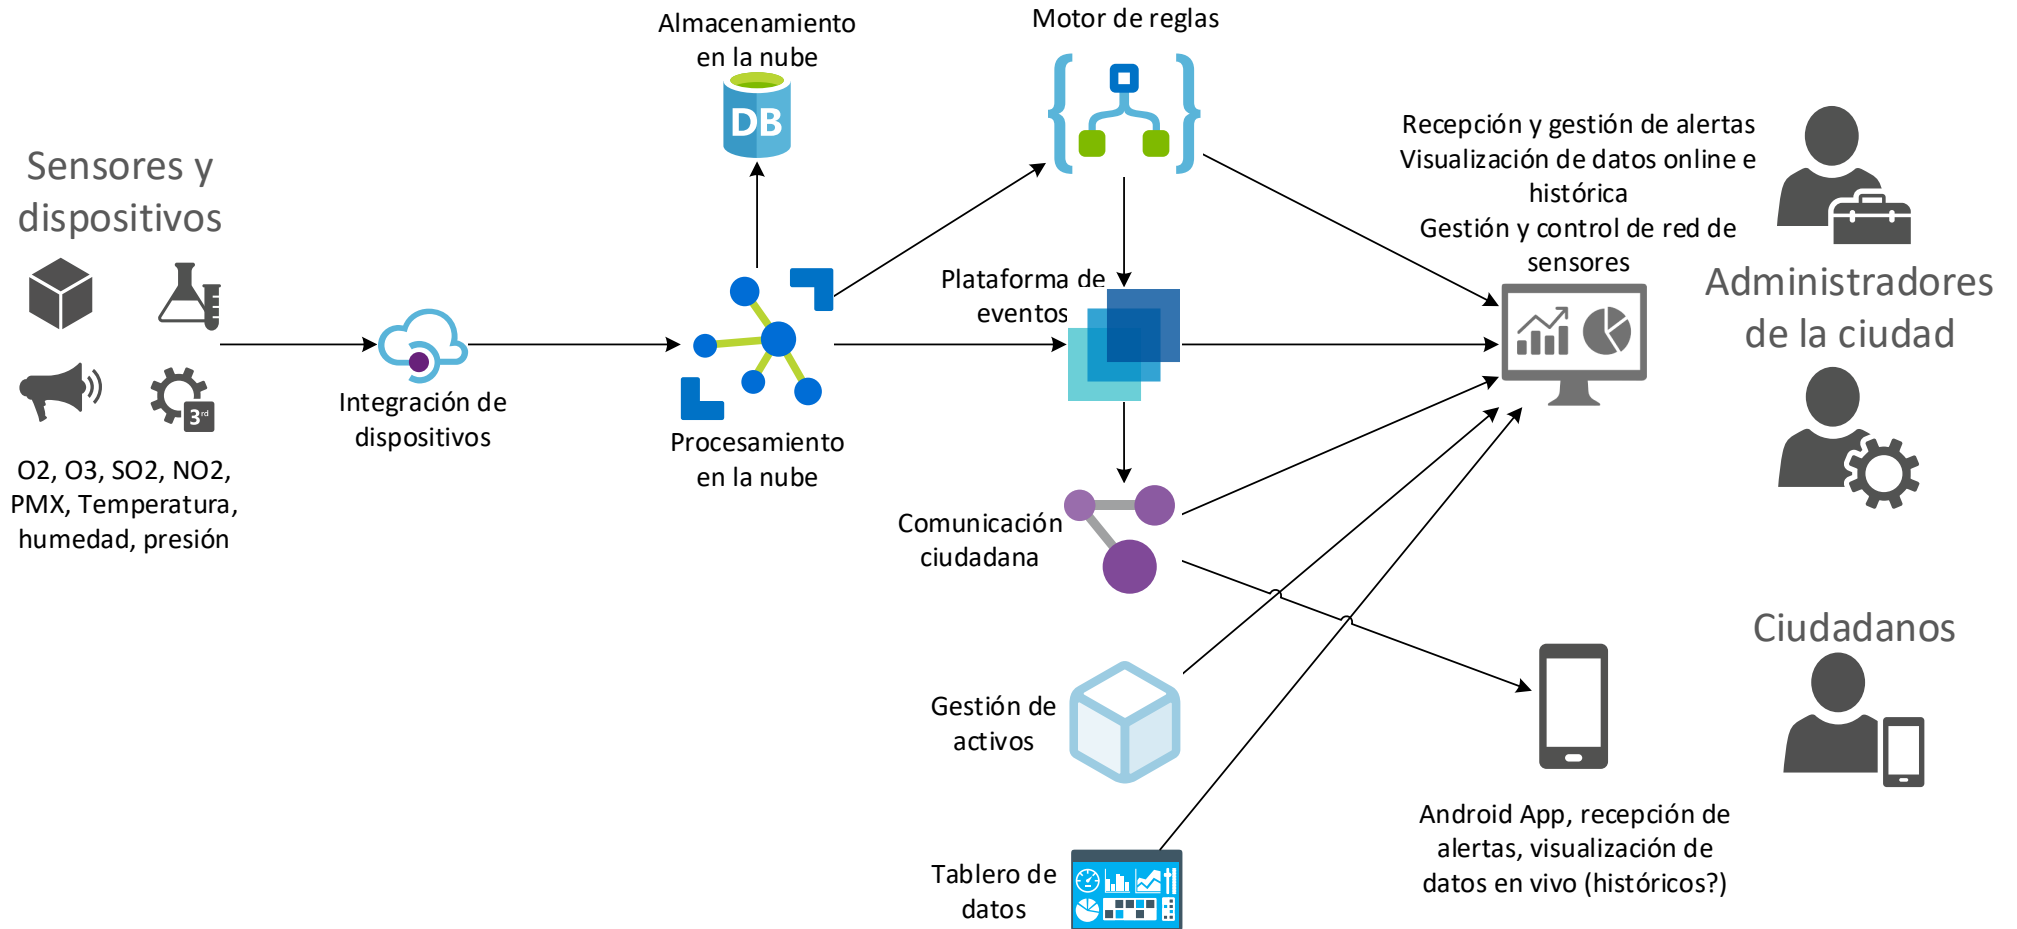 Almacenamiento
en la nube
DB
Motor de reglas
Sensores y
dispositivos
3rd
O2, O3, SO2, NO2,
PMX, Temperatura,
humedad, presión
Integración de
dispositivos
Procesamiento
en la nube
Plataforma de
eventos
Comunicación
ciudadana
Gestión de
activos
Tablero de
datos
Recepción y gestión de alertas
Visualización de datos online e
histórica
Gestión y control de red de
sensores
Administradores
de la ciudad
Ciudadanos
Android App, recepción de
alertas, visualización de
datos en vivo (históricos?)